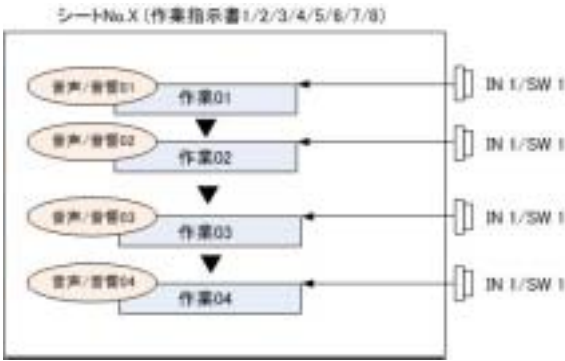 シートNo.X（作業指示書1/2/3/4/5/6/7/8）
音声/音響01
作業01
IN 1/SW 1
音声/音響02
作業02
IN 1/SW 1
音声/音響03
作業03
IN 1/SW 1
音声/音響04
作業04
IN 1/SW 1